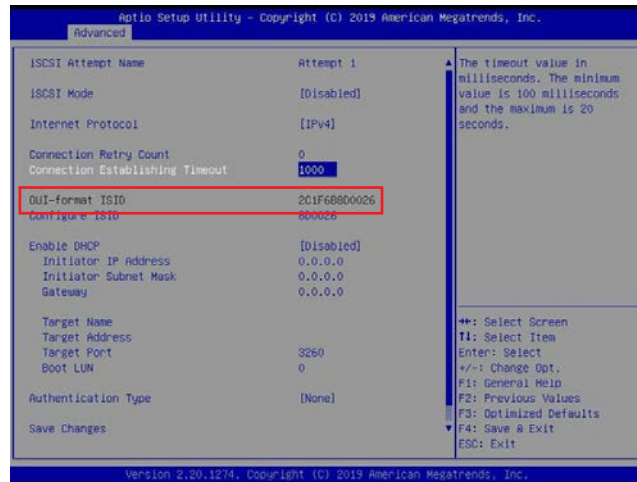 Aptio Setup Utility - Copyright (C) 2019 American Megatrends, Inc.
Advanced
iSCSI Attempt Name Attempt 1
iSCSI Mode [Disabled]
Internet Protocol [IPv4]
Connection Retry Count 0
Connection Establishing Timeout 1000
OUI-format ISID 2C1F6B8D0026
Configure ISID 8D0026
Enable DHCP [Disabled]
Initiator IP Address 0.0.0.0
Initiator Subnet Mask 0.0.0.0
Gateway 0.0.0.0
Target Name
Target Address
Target Port 3260
Boot LUN 0
Authentication Type [None]
Save Changes
The timeout value in
milliseconds. The minimum
value is 100 milliseconds
and the maximum is 20
seconds.
→←: Select Screen
↑↓: Select Item
Enter: Select
+/-: Change Opt.
F1: General Help
F2: Previous Values
F3: Optimized Defaults
F4: Save & Exit
ESC: Exit
Version 2.20.1274. Copyright (C) 2019 American Megatrends, Inc.